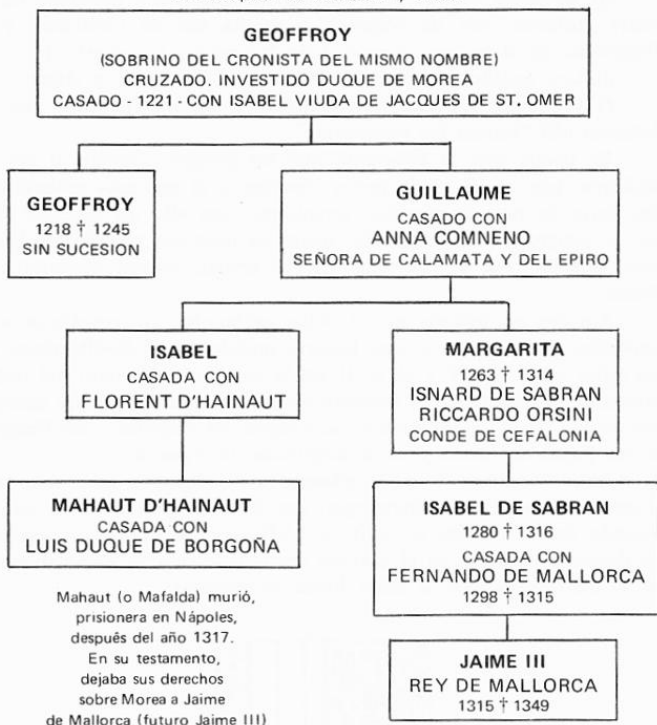 GEOFFROY
(SOBRINO DEL CRONISTA DEL MISMO NOMBRE)
CRUZADO. INVESTIDO DUQUE DE MOREA
CASADO - 1221 - CON ISABEL VIUDA DE JACQUES DE ST. OMER
GEOFFROY
1218 † 1245
SIN SUCESION
GUILLAUME
CASADO CON
ANNA COMNENO
SEÑORA DE CALAMATA Y DEL EPIRO
ISABEL
CASADA CON
FLORENT D'HAINAUT
MARGARITA
1263 † 1314
ISNARD DE SABRAN
RICCARDO ORSINI
CONDE DE CEFALONIA
MAHAUT D'HAINAUT
CASADA CON
LUIS DUQUE DE BORGOÑA
ISABEL DE SABRAN
1280 † 1316
CASADA CON
FERNANDO DE MALLORCA
1298 † 1315
Mahaut (o Mafalda) murió,
prisionera en Nápoles,
después del año 1317.
En su testamento,
dejaba sus derechos
sobre Morea a Jaime
de Mallorca (futuro Jaime III)
JAIME III
REY DE MALLORCA
1315 † 1349